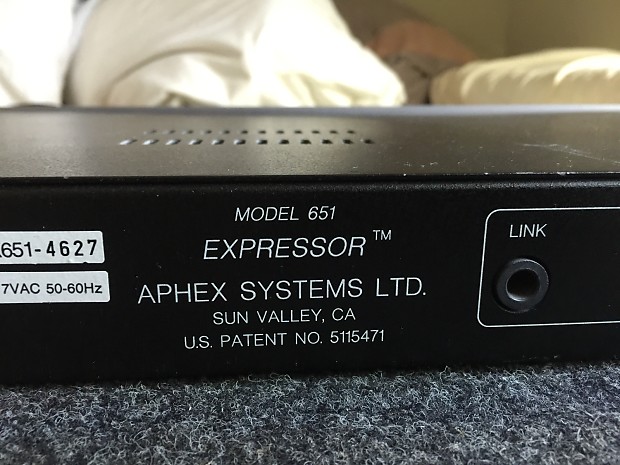 MODEL 651
EXPRESSOR™
APHEX SYSTEMS LTD.
SUN VALLEY, CA
U.S. PATENT NO. 5115471
651-4627
7VAC 50-60Hz
LINK